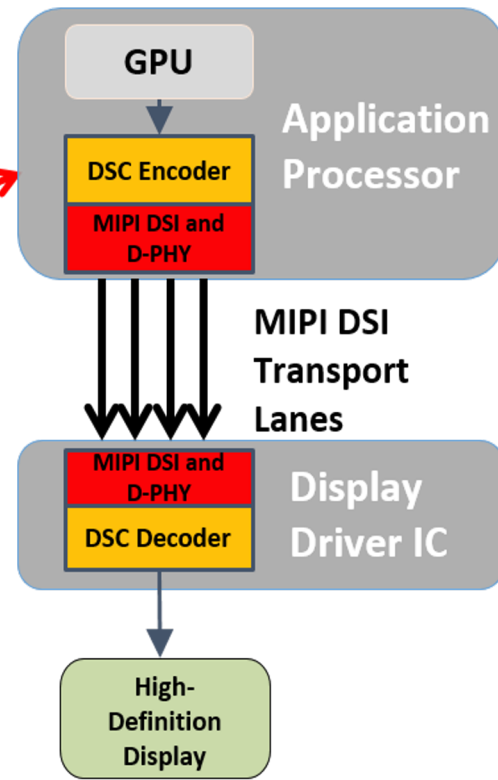 GPU
Application
Processor
DSC Encoder
MIPI DSI and
D-PHY
MIPI DSI
Transport
Lanes
MIPI DSI and
D-PHY
DSC Decoder
Display
Driver IC
High-
Definition
Display